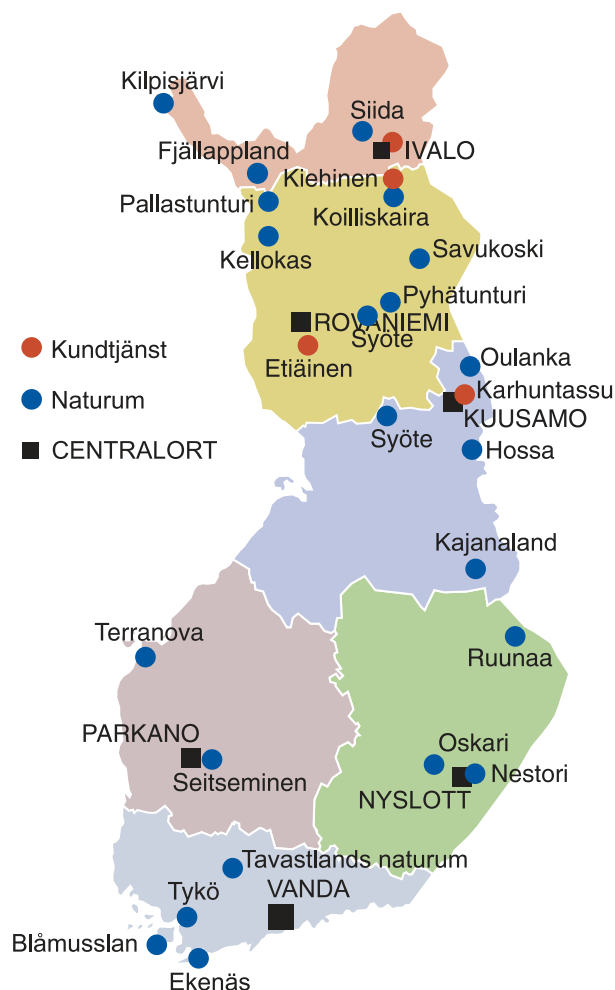 Kilpisjärvi
Siida
IVALO
Fjällappland
Kiehinen
Pallastunturi
Koilliskaira
Kellokas
Savukoski
Pyhätunturi
ROVANIEMI
Syöte
Etiäinen
Kundtjänst
Naturum
CENTRALORT
Oulanka
Karhuntassu
KUUSAMO
Syöte
Hossa
Kajanaland
Terranova
Ruunaa
PARKANO
Seitseminen
Oskari
Nestori
NYSLOTT
Tavastlands naturum
VANDA
Tykö
Blåmusslan
Ekenäs